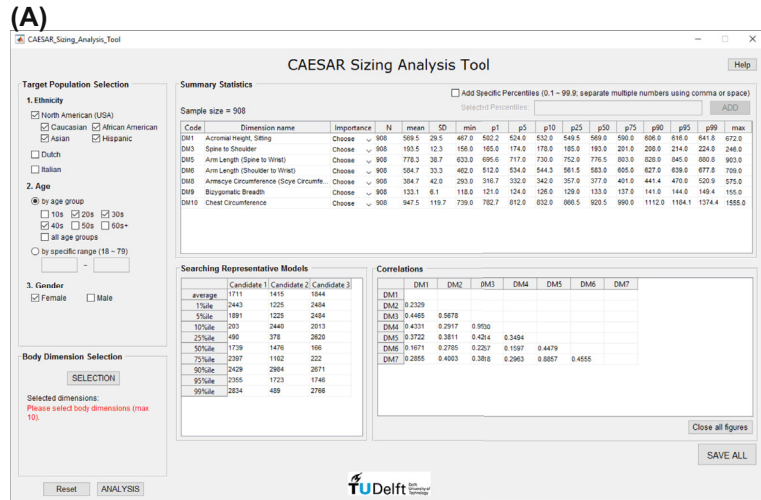 (A)
CAESAR_Sizing_Analysis_Tool
CAESAR Sizing Analysis Tool
Help
Target Population Selection
1. Ethnicity
North American (USA)
Caucasian African American
Asian Hispanic
Dutch
Italian
2. Age
by age group
10s 20s 30s
40s 50s 60s+
all age groups
by specific range (18 ~ 79)
~
3. Gender
Female Male
Body Dimension Selection
SELECTION
Selected dimensions:
Please select body dimensions (max
10).
Reset ANALYSIS
Summary Statistics
Add Specific Percentiles (0.1 ~ 99.9; separate multiple numbers using comma or space)
Sample size = 908 Selected Percentiles: ADD
Code Dimension name Importance N mean SD min p1 p5 p10 p25 p50 p75 p90 p95 p99 max
DM1 Acromial Height, Sitting Choose 908 569.5 29.5 467.0 502.2 524.0 532.0 549.5 569.0 590.0 606.0 616.0 641.8 672.0
DM3 Spine to Shoulder Choose 908 193.5 12.3 156.0 165.0 174.0 178.0 185.0 193.0 201.0 208.0 214.0 224.8 246.0
DM5 Arm Length (Spine to Wrist) Choose 908 778.3 38.7 633.0 695.6 717.0 730.0 752.0 776.5 803.0 828.0 845.0 880.8 903.0
DM6 Arm Length (Shoulder to Wrist) Choose 908 584.7 33.3 462.0 512.0 534.0 544.3 561.5 583.0 605.0 627.0 639.0 677.8 709.0
DM8 Armscye Circumference (Scye Circumfe... Choose 908 384.7 42.0 293.0 316.7 332.0 342.0 357.0 377.0 401.0 441.4 470.0 520.9 575.0
DM9 Bizygomatic Breadth Choose 908 133.1 6.1 118.0 121.0 124.0 126.0 129.0 133.0 137.0 141.0 144.0 149.4 155.0
DM10 Chest Circumference Choose 908 947.5 119.7 739.0 782.7 812.0 832.0 866.5 920.5 990.0 1112.0 1184.1 1374.4 1555.0
Searching Representative Models
Candidate 1 Candidate 2 Candidate 3
average 1711 1415 1844
1%ile 2443 1225 2484
5%ile 1891 1225 2484
10%ile 203 2440 2013
25%ile 490 378 2620
50%ile 1739 1476 166
75%ile 2397 1102 222
90%ile 2429 2984 2671
95%ile 2355 1723 1746
99%ile 2834 489 2766
Correlations
DM1 DM2 DM3 DM4 DM5 DM6 DM7
DM1
DM2 0.2329
DM3 0.4465 0.5678
DM4 0.4331 0.2917 0.9530
DM5 0.3722 0.3811 0.4214 0.3494
DM6 0.1671 0.2785 0.2257 0.1597 0.4479
DM7 0.2855 0.4003 0.3818 0.2963 0.8857 0.4555
Close all figures
SAVE ALL
TUDelft Delft
University of
Technology